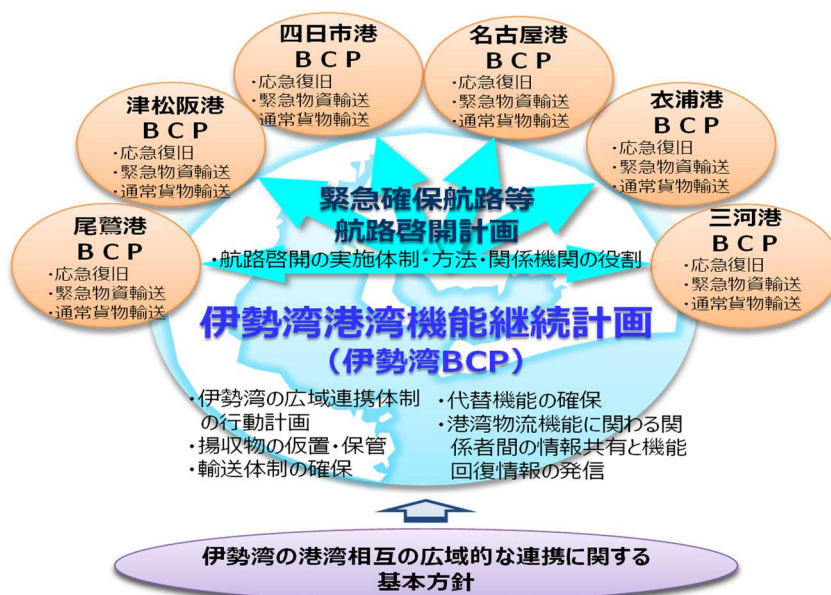 四日市港
ＢＣＰ
・応急復旧
・緊急物資輸送
・通常貨物輸送
名古屋港
ＢＣＰ
・応急復旧
・緊急物資輸送
・通常貨物輸送
津松阪港
ＢＣＰ
・応急復旧
・緊急物資輸送
・通常貨物輸送
衣浦港
ＢＣＰ
・応急復旧
・緊急物資輸送
・通常貨物輸送
尾鷲港
ＢＣＰ
・応急復旧
・緊急物資輸送
・通常貨物輸送
三河港
ＢＣＰ
・応急復旧
・緊急物資輸送
・通常貨物輸送
緊急確保航路等
航路啓開計画
・航路啓開の実施体制・方法・関係機関の役割
伊勢湾港湾機能継続計画
（伊勢湾BCP）
・伊勢湾の広域連携体制
の行動計画
・揚収物の仮置・保管
・輸送体制の確保
・代替機能の確保
・港湾物流機能に関わる関
係者間の情報共有と機能
回復情報の発信
伊勢湾の港湾相互の広域的な連携に関する
基本方針